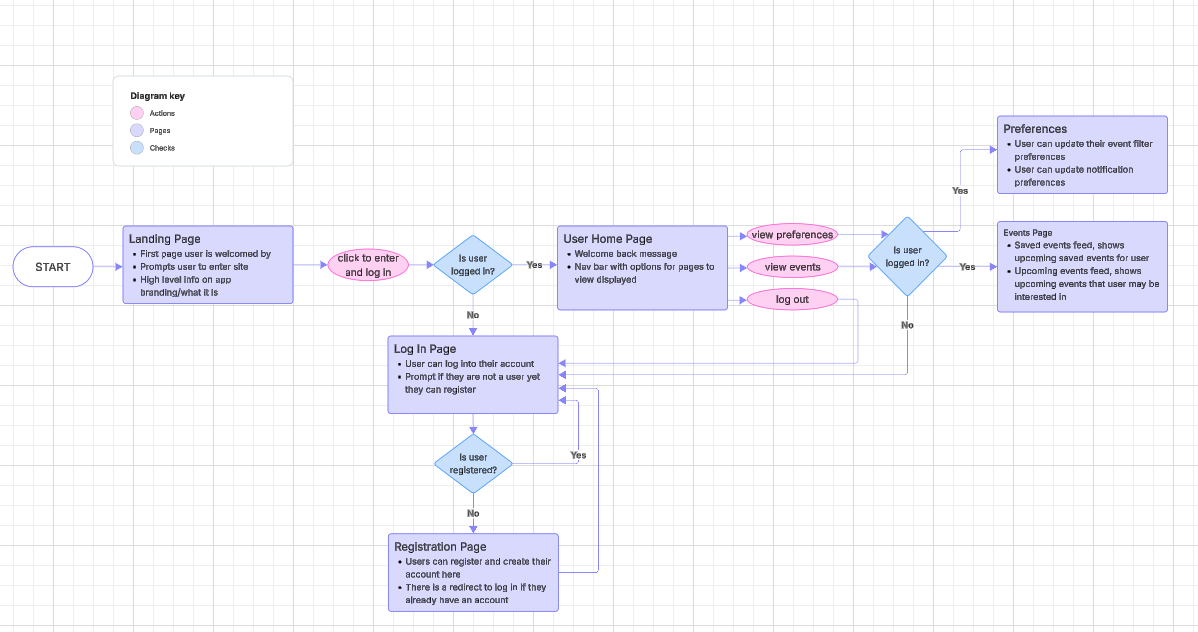 Diagram key
Actions
Pages
Checks
START
Landing Page
• First page user is welcomed by
• Prompts user to enter site
• High level info on app
branding/what it is
click to enter
and log in
Is user
logged in?
Yes
No
User Home Page
• Welcome back message
• Nav bar with options for pages to
view displayed
view preferences
view events
log out
Is user
logged in?
Yes
Yes
No
Preferences
• User can update their event filter
preferences
• User can update notification
preferences
Events Page
• Saved events feed, shows
upcoming saved events for user
• Upcoming events feed, shows
upcoming events that user may be
interested in
Log In Page
• User can log into their account
• Prompt if they are not a user yet
they can register
Is user
registered?
Yes
No
Registration Page
• Users can register and create their
account here
• There is a redirect to log in if they
already have an account